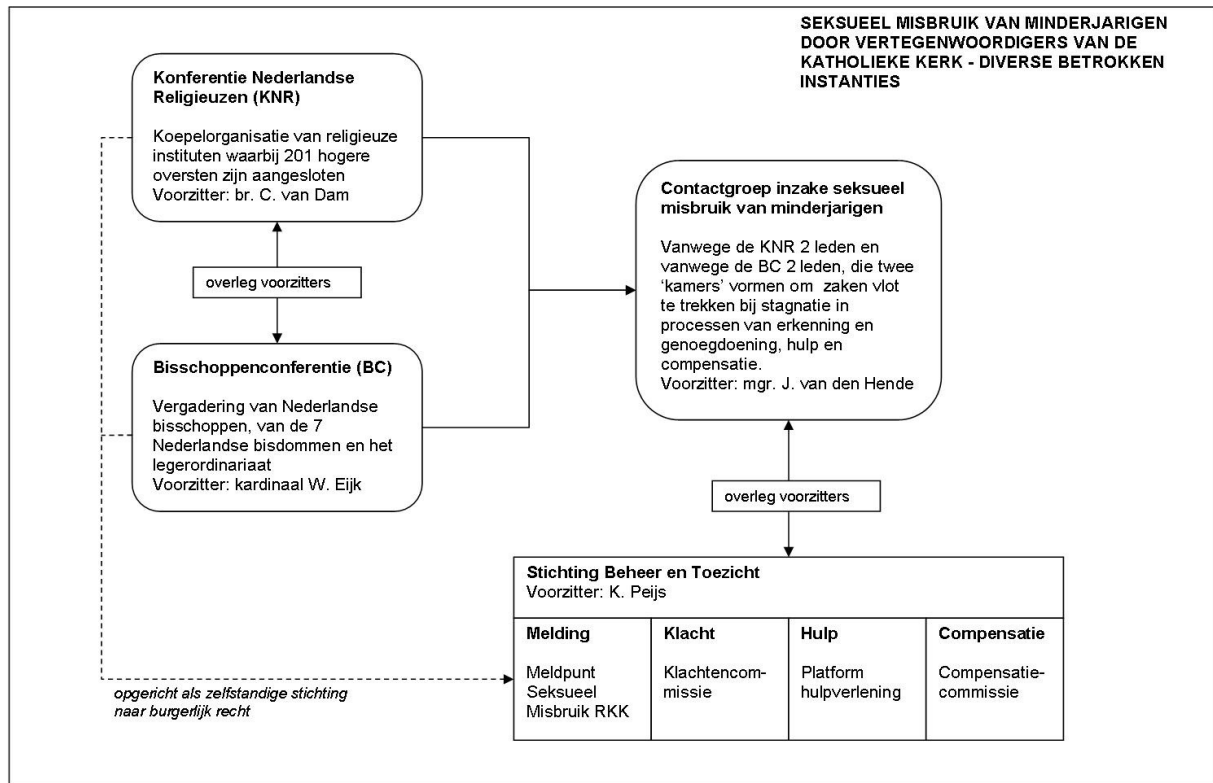 SEKSUEEL MISBRUIK VAN MINDERJARIGEN
DOOR VERTEGENWOORDIGERS VAN DE
KATHOLIEKE KERK - DIVERSE BETROKKEN
INSTANTIES
Konferentie Nederlandse
Religieuzen (KNR)
Koepelorganisatie van religieuze
instituten waarbij 201 hogere
oversten zijn aangesloten
Voorzitter: br. C. van Dam
overleg voorzitters
Bisschoppenconferentie (BC)
Vergadering van Nederlandse
bisschoppen, van de 7
Nederlandse bisdommen en het
legerordinariaat
Voorzitter: kardinaal W. Eijk
Contactgroep inzake seksueel
misbruik van minderjarigen
Vanwege de KNR 2 leden en
vanwege de BC 2 leden, die twee
‘kamers’ vormen om zaken vlot
te trekken bij stagnatie in
processen van erkenning en
genoegdoening, hulp en
compensatie.
Voorzitter: mgr. J. van den Hende
overleg voorzitters
Stichting Beheer en Toezicht
Voorzitter: K. Peijs
Melding
Meldpunt
Seksueel
Misbruik RKK
Klacht
Klachtencom-
missie
Hulp
Platform
hulpverlening
Compensatie
Compensatie-
commissie
opgericht als zelfstandige stichting
naar burgerlijk recht